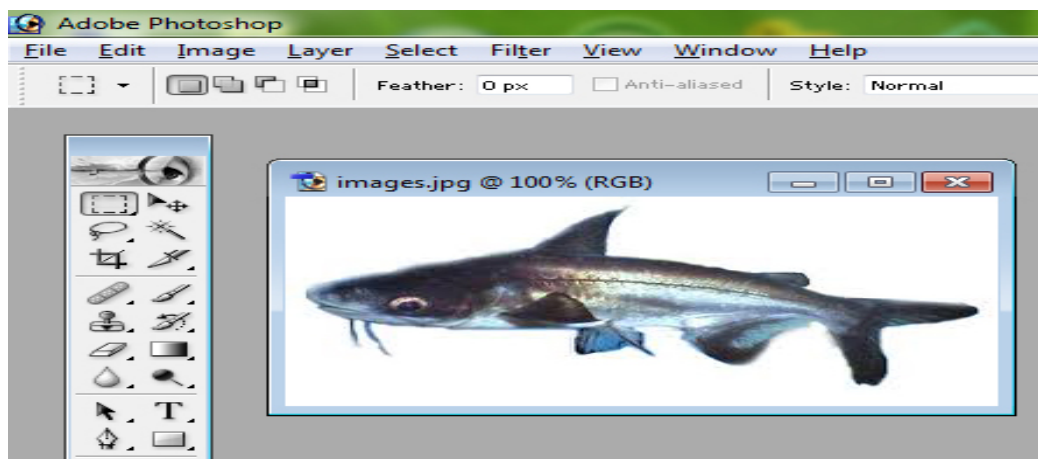 Adobe Photoshop
File Edit Image Layer Select Filter View Window Help
Feather: 0 px Anti-aliased Style: Normal
images.jpg @ 100% (RGB)
T